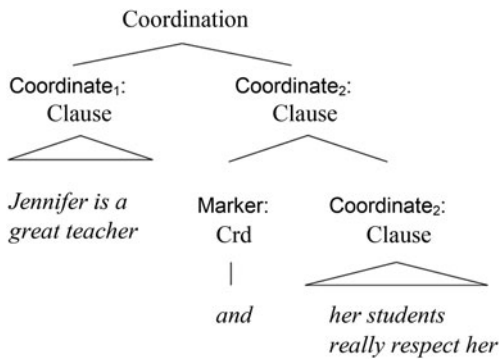 Coordination
Coordinate₁:
Clause
Coordinate₂:
Clause
Jennifer is a
great teacher
Marker:
Crd
Coordinate₂:
Clause
and
her students
really respect her